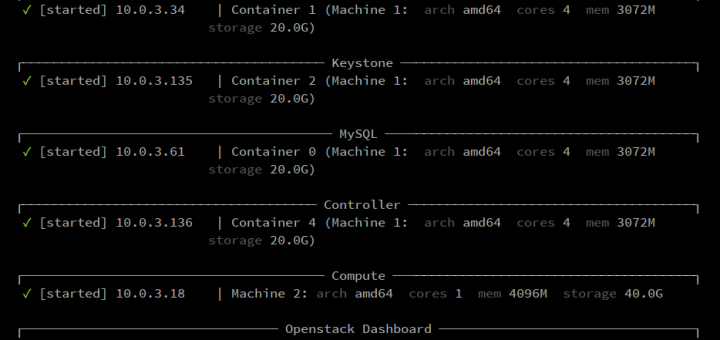 ✓ [started] 10.0.3.34 | Container 1 (Machine 1: arch amd64 cores 4 mem 3072M
storage 20.0G)
Keystone
✓ [started] 10.0.3.135 | Container 2 (Machine 1: arch amd64 cores 4 mem 3072M
storage 20.0G)
MySQL
✓ [started] 10.0.3.61 | Container 0 (Machine 1: arch amd64 cores 4 mem 3072M
storage 20.0G)
Controller
✓ [started] 10.0.3.136 | Container 4 (Machine 1: arch amd64 cores 4 mem 3072M
storage 20.0G)
Compute
✓ [started] 10.0.3.18 | Machine 2: arch amd64 cores 1 mem 4096M storage 40.0G
Openstack Dashboard